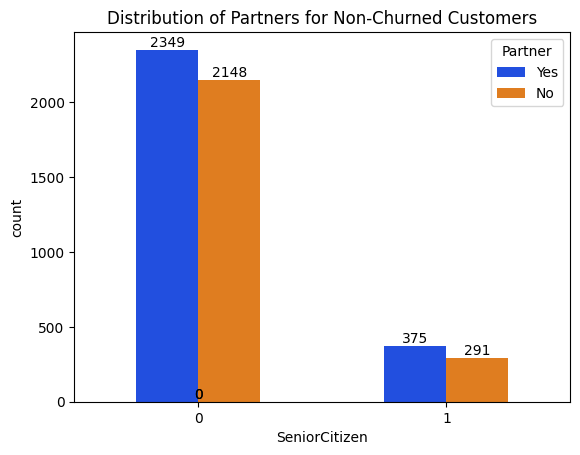 Distribution of Partners for Non-Churned Customers
2349
2148
375
291
0
Partner
Yes
No
count
2000
1500
1000
500
0
0
1
SeniorCitizen